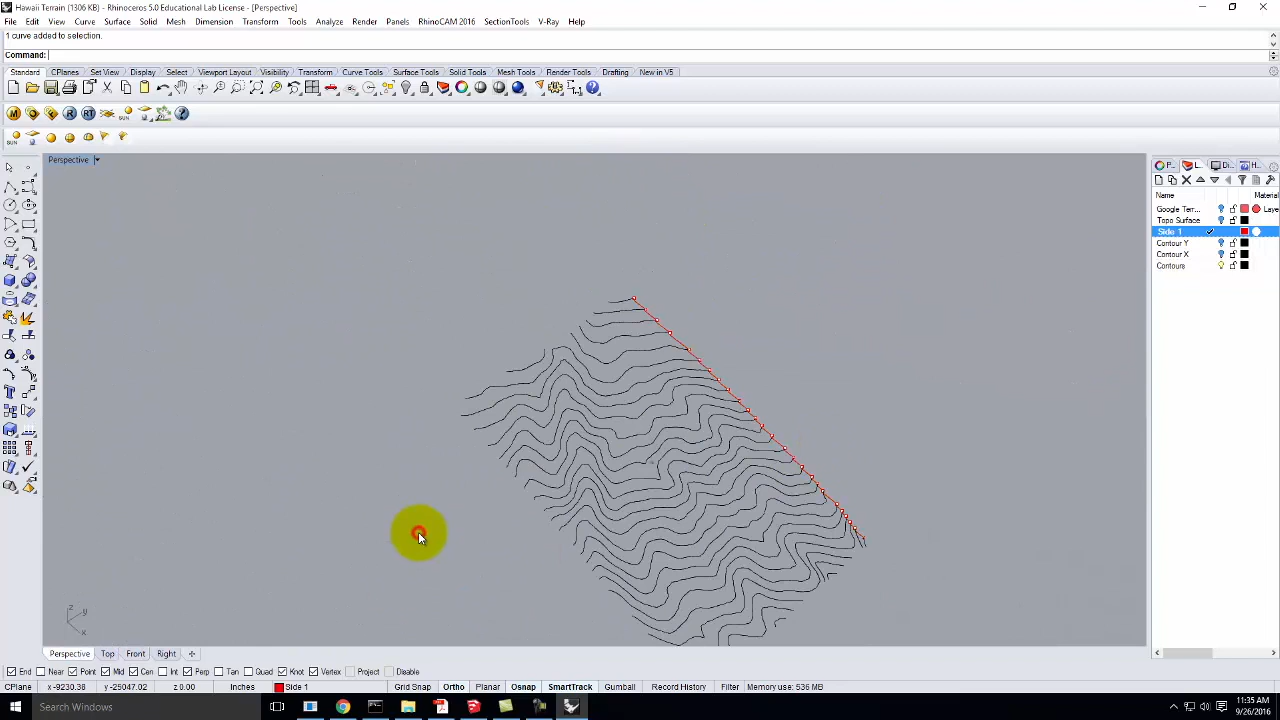 Hawaii Terrain (1306 KB) - Rhinoceros 5.0 Educational Lab License - [Perspective]
File Edit View Curve Surface Solid Mesh Dimension Transform Tools Analyze Render Panels RhinoCAM 2016 SectionTools V-Ray Help
1 curve added to selection.
Command:
Standard CPlanes Set View Display Select Viewport Layout Visibility Transform Curve Tools Surface Tools Solid Tools Mesh Tools Render Tools Drafting New in V5
M R RT SUN
SUN
Perspective
P... L... Di... H...
Name Material
Google Terr... Laye
Topo Surface
Side 1
Contour Y
Contour X
Contours
z y x
Perspective Top Front Right
End Near Point Mid Cen Int Perp Tan Quad Knot Vertex Project Disable
CPlane x -9230.38 y -25047.02 z 0.00 Inches Side 1 Grid Snap Ortho Planar Osnap SmartTrack Gumball Record History Filter Memory use: 536 MB
Search Windows
11:35 AM
9/26/2016